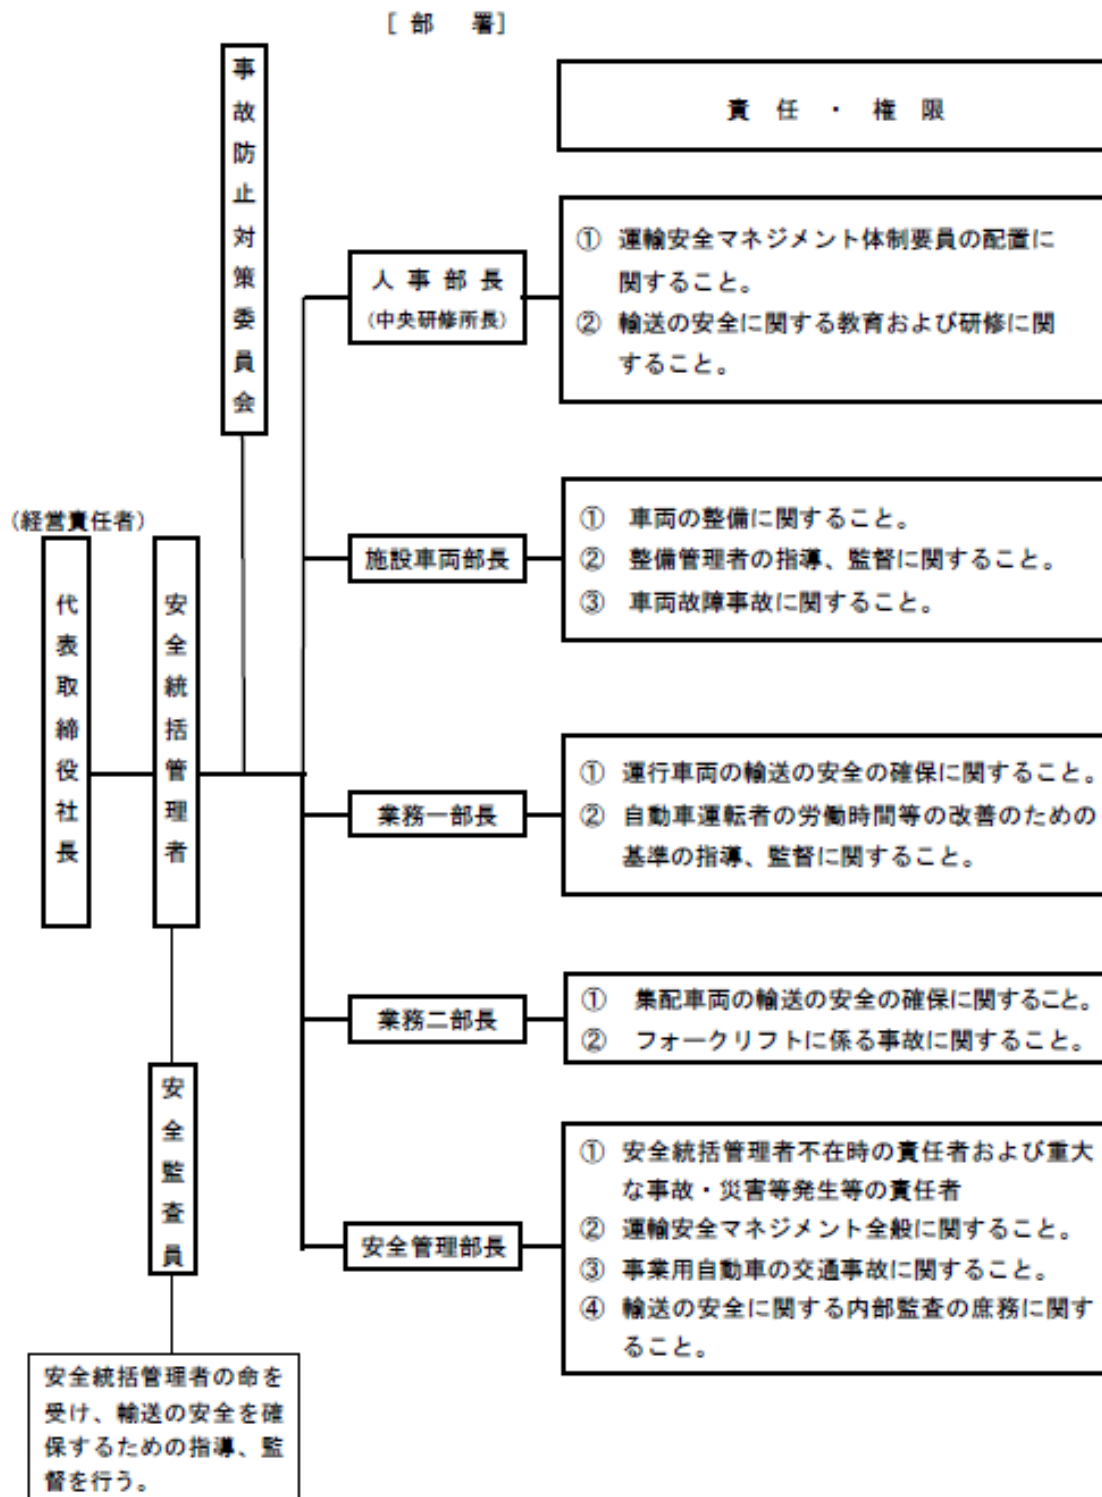 [ 部　署]
事故防止対策委員会
責 任 ・ 権 限
人 事 部 長
(中央研修所長)
① 運輸安全マネジメント体制要員の配置に
関すること。
② 輸送の安全に関する教育および研修に関
すること。
施設車両部長
① 車両の整備に関すること。
② 整備管理者の指導、監督に関すること。
③ 車両故障事故に関すること。
(経営責任者)
代表取締役社長
安全統括管理者
業務一部長
① 運行車両の輸送の安全の確保に関すること。
② 自動車運転者の労働時間等の改善のための
基準の指導、監督に関すること。
業務二部長
① 集配車両の輸送の安全の確保に関すること。
② フォークリフトに係る事故に関すること。
安全管理部長
① 安全統括管理者不在時の責任者および重大
な事故・災害等発生等の責任者
② 運輸安全マネジメント全般に関すること。
③ 事業用自動車の交通事故に関すること。
④ 輸送の安全に関する内部監査の庶務に関す
ること。
安全監査員
安全統括管理者の命を
受け、輸送の安全を確
保するための指導、監
督を行う。